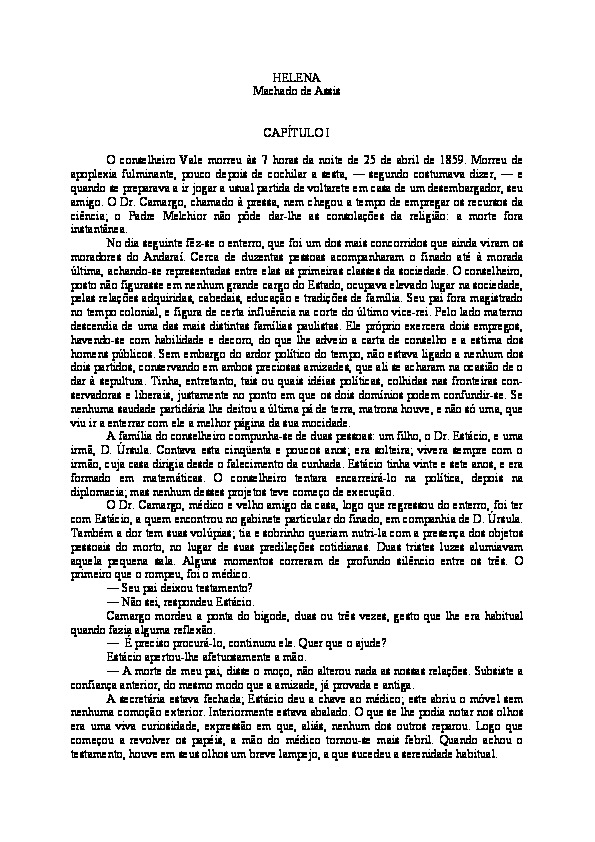 HELENA
Machado de Assis
CAPÍTULO I
O conselheiro Vale morreu às 7 horas da noite de 25 de abril de 1859. Morreu de
apoplexia fulminante, pouco depois de cochilar a sesta, — segundo costumava dizer, — e
quando se preparava a ir jogar a usual partida de voltarete em casa de um desembargador, seu
amigo. O Dr. Camargo, chamado à pressa, nem chegou a tempo de empregar os recursos da
ciência; o Padre Melchior não pôde dar-lhe as consolações da religião: a morte fora
instantânea.
No dia seguinte fêz-se o enterro, que foi um dos mais concorridos que ainda viram os
moradores do Andaraí. Cerca de duzentas pessoas acompanharam o finado até à morada
última, achando-se representadas entre elas as primeiras classes da sociedade. O conselheiro,
posto não figurasse em nenhum grande cargo do Estado, ocupava elevado lugar na sociedade,
pelas relações adquiridas, cabedais, educação e tradições de família. Seu pai fora magistrado
no tempo colonial, e figura de certa influência na corte do último vice-rei. Pelo lado materno
descendia de uma das mais distintas famílias paulistas. Ele próprio exercera dois empregos,
havendo-se com habilidade e decoro, do que lhe adveio a carta de conselho e a estima dos
homens públicos. Sem embargo do ardor político do tempo, não estava ligado a nenhum dos
dois partidos, conservando em ambos preciosas amizades, que ali se acharam na ocasião de o
dar à sepultura. Tinha, entretanto, tais ou quais idéias políticas, colhidas nas fronteiras con-
servadoras e liberais, justamente no ponto em que os dois domínios podem confundir-se. Se
nenhuma saudade partidária lhe deitou a última pá de terra, matrona houve, e não só uma, que
viu ir a enterrar com ele a melhor página da sua mocidade.
A família do conselheiro compunha-se de duas pessoas: um filho, o Dr. Estácio, e uma
irmã, D. Úrsula. Contava esta cinqüenta e poucos anos; era solteira; vivera sempre com o
irmão, cuja casa dirigia desde o falecimento da cunhada. Estácio tinha vinte e sete anos, e era
formado em matemáticas. O conselheiro tentara encarreirá-lo na política, depois na
diplomacia; mas nenhum desses projetos teve começo de execução.
O Dr. Camargo, médico e velho amigo da casa, logo que regressou do enterro, foi ter
com Estácio, a quem encontrou no gabinete particular do finado, em companhia de D. Úrsula.
Também a dor tem suas volúpias; tia e sobrinho queriam nutri-la com a presença dos objetos
pessoais do morto, no lugar de suas predileções cotidianas. Duas tristes luzes alumiavam
aquela pequena sala. Alguns momentos correram de profundo silêncio entre os três. O
primeiro que o rompeu, foi o médico.
— Seu pai deixou testamento?
— Não sei, respondeu Estácio.
Camargo mordeu a ponta do bigode, duas ou três vezes, gesto que lhe era habitual
quando fazia alguma reflexão.
— É preciso procurá-lo, continuou ele. Quer que o ajude?
Estácio apertou-lhe afetuosamente a mão.
— A morte de meu pai, disse o moço, não alterou nada as nossas relações. Subsiste a
confiança anterior, do mesmo modo que a amizade, já provada e antiga.
A secretária estava fechada; Estácio deu a chave ao médico; este abriu o móvel sem
nenhuma comoção exterior. Interiormente estava abalado. O que se lhe podia notar nos olhos
era uma viva curiosidade, expressão em que, aliás, nenhum dos outros reparou. Logo que
começou a revolver os papéis, a mão do médico tornou-se mais febril. Quando achou o
testamento, houve em seus olhos um breve lampejo, a que sucedeu a serenidade habitual.